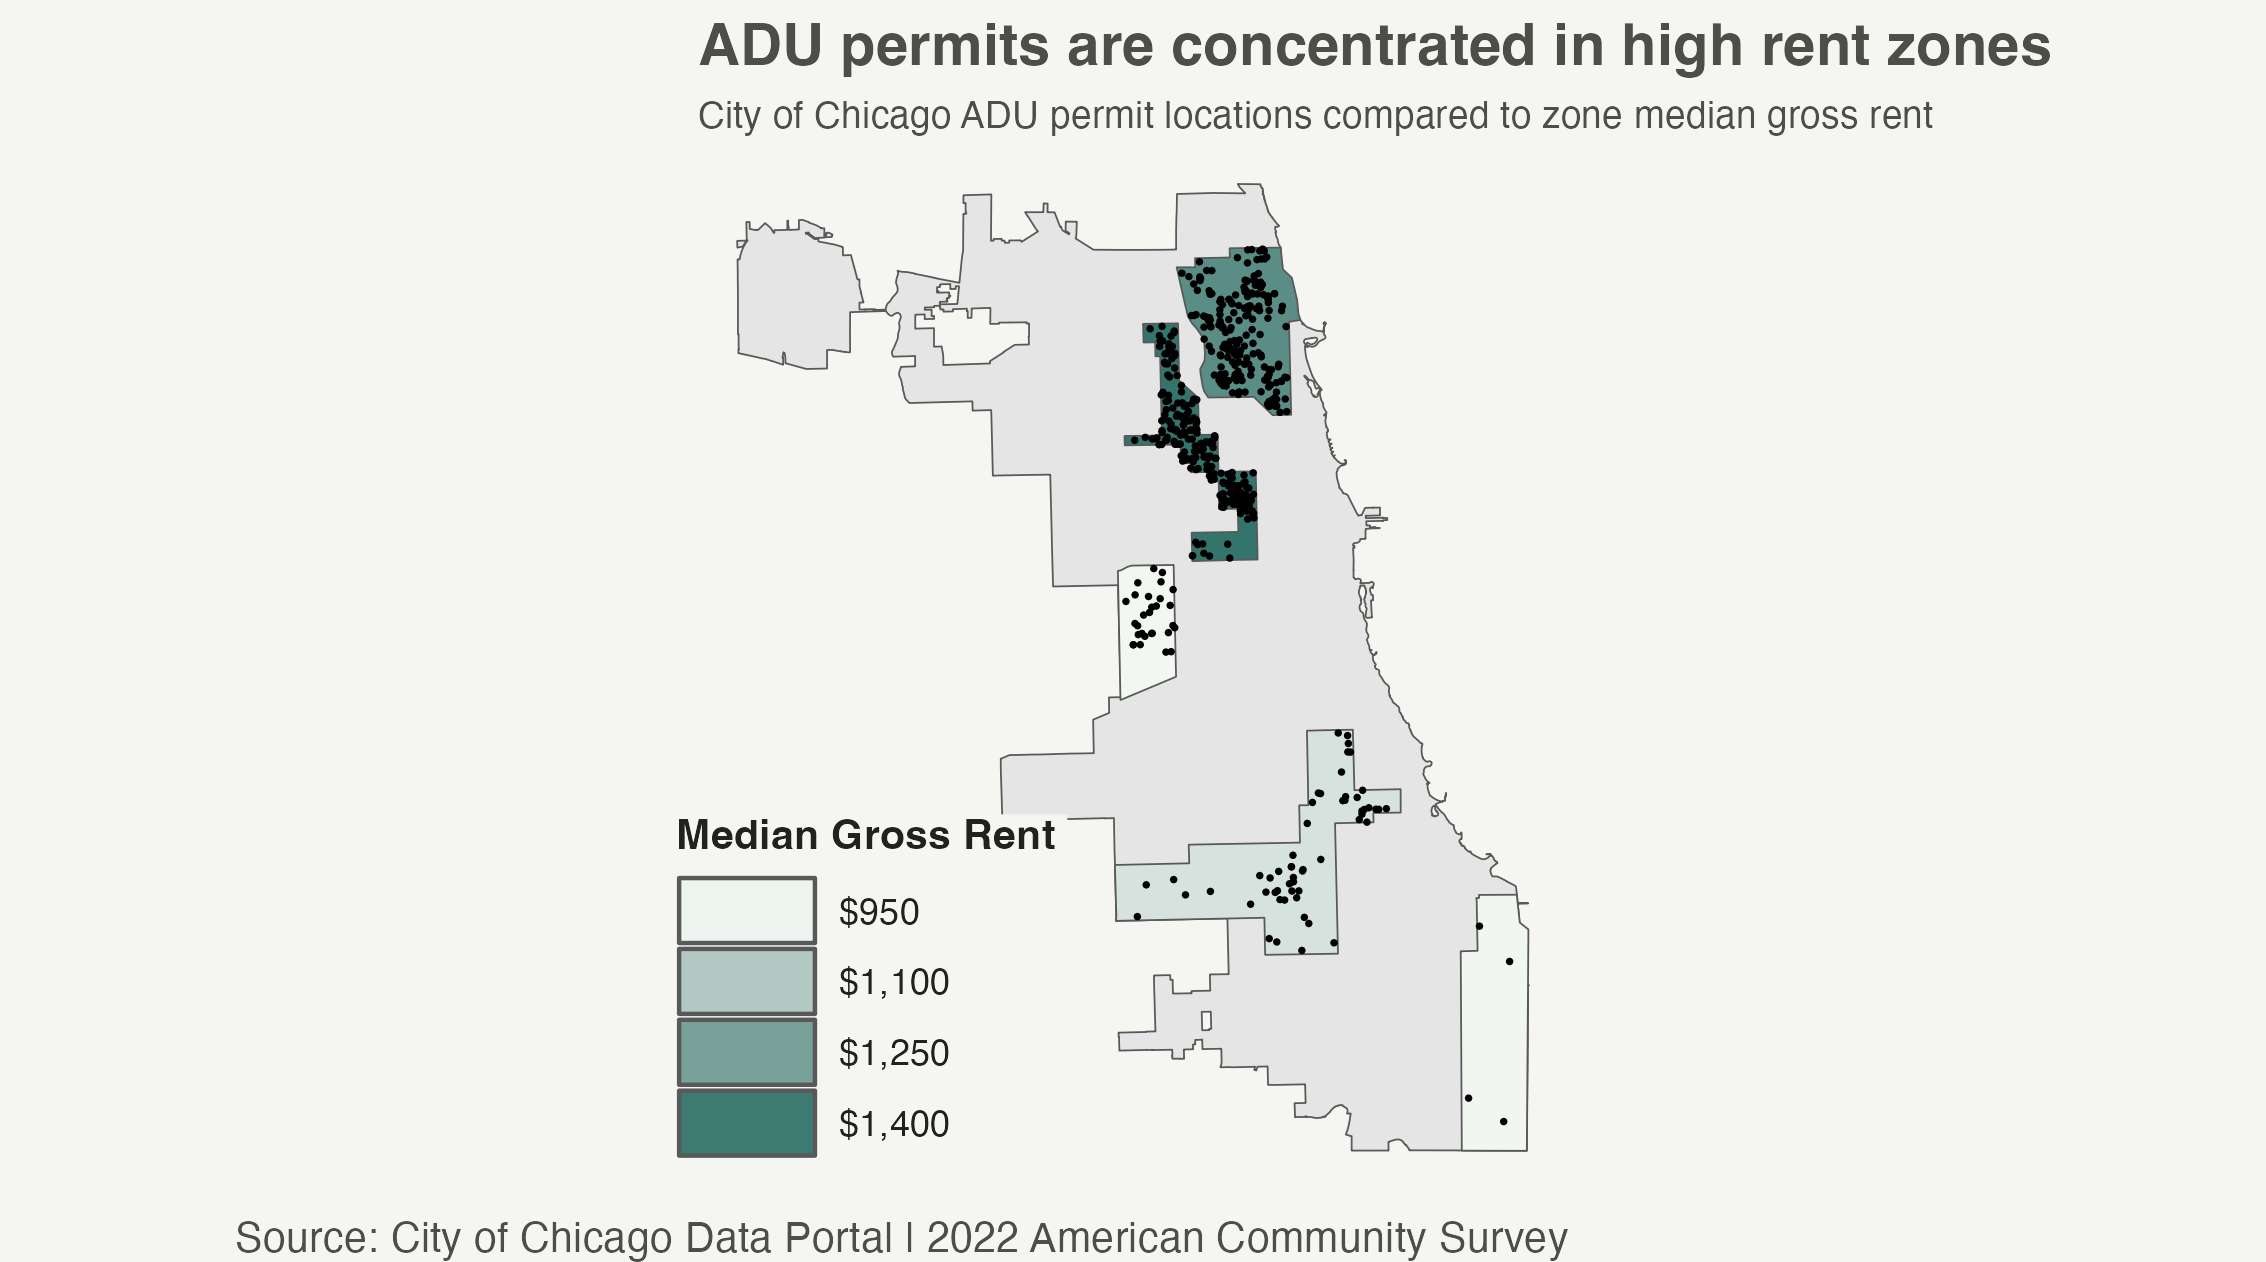 ADU permits are concentrated in high rent zones
City of Chicago ADU permit locations compared to zone median gross rent
Median Gross Rent
$950
$1,100
$1,250
$1,400
Source: City of Chicago Data Portal | 2022 American Community Survey